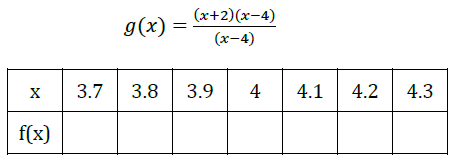 g(x) = (x+2)(x−4) / (x−4)
x 3.7 3.8 3.9 4 4.1 4.2 4.3
f(x)